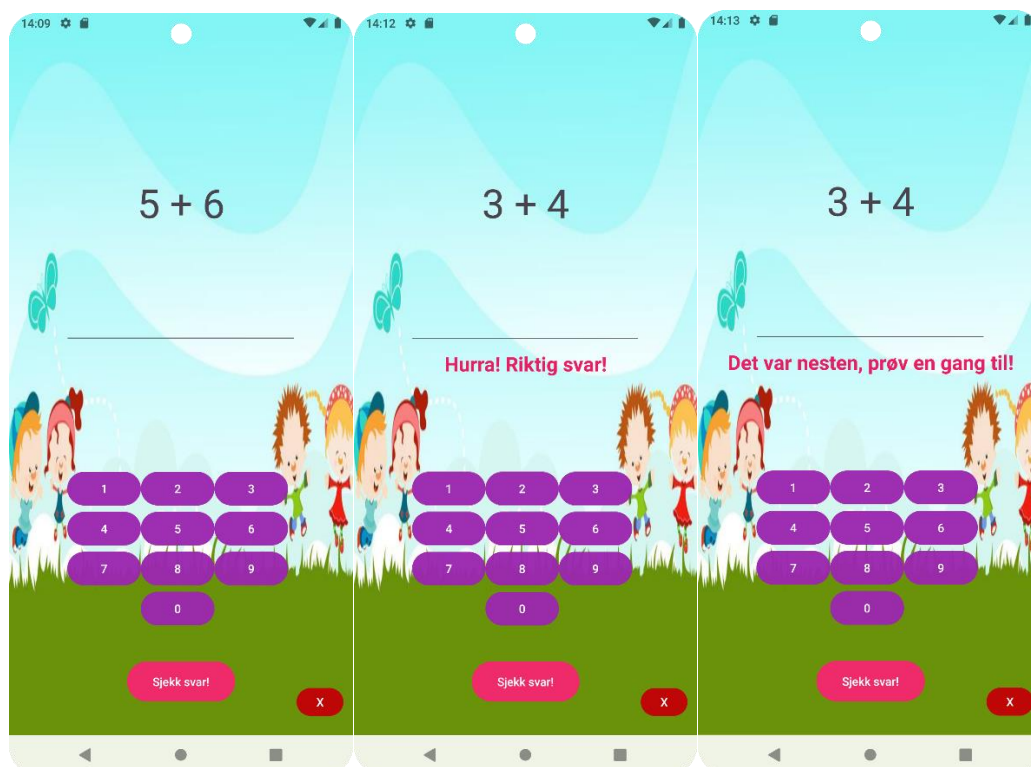 14:09
5 + 6
1 2 3
4 5 6
7 8 9
0
Sjekk svar!
X
14:12
3 + 4
Hurra! Riktig svar!
1 2 3
4 5 6
7 8 9
0
Sjekk svar!
X
14:13
3 + 4
Det var nesten, prøv en gang til!
1 2 3
4 5 6
7 8 9
0
Sjekk svar!
X